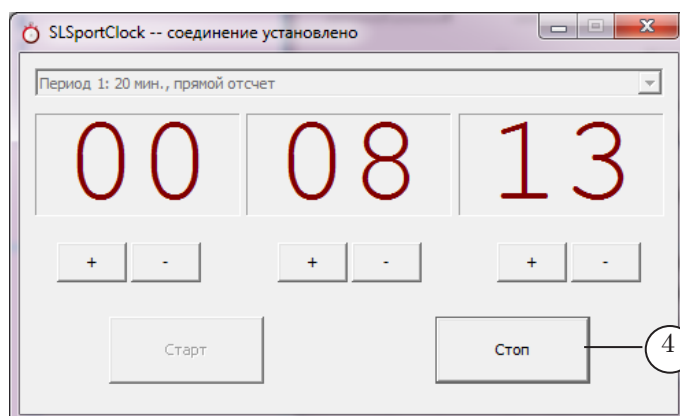 SLSportClock -- соединение установлено
Период 1: 20 мин., прямой отсчет
00 08 13
+ - + - + -
Старт Стоп 4